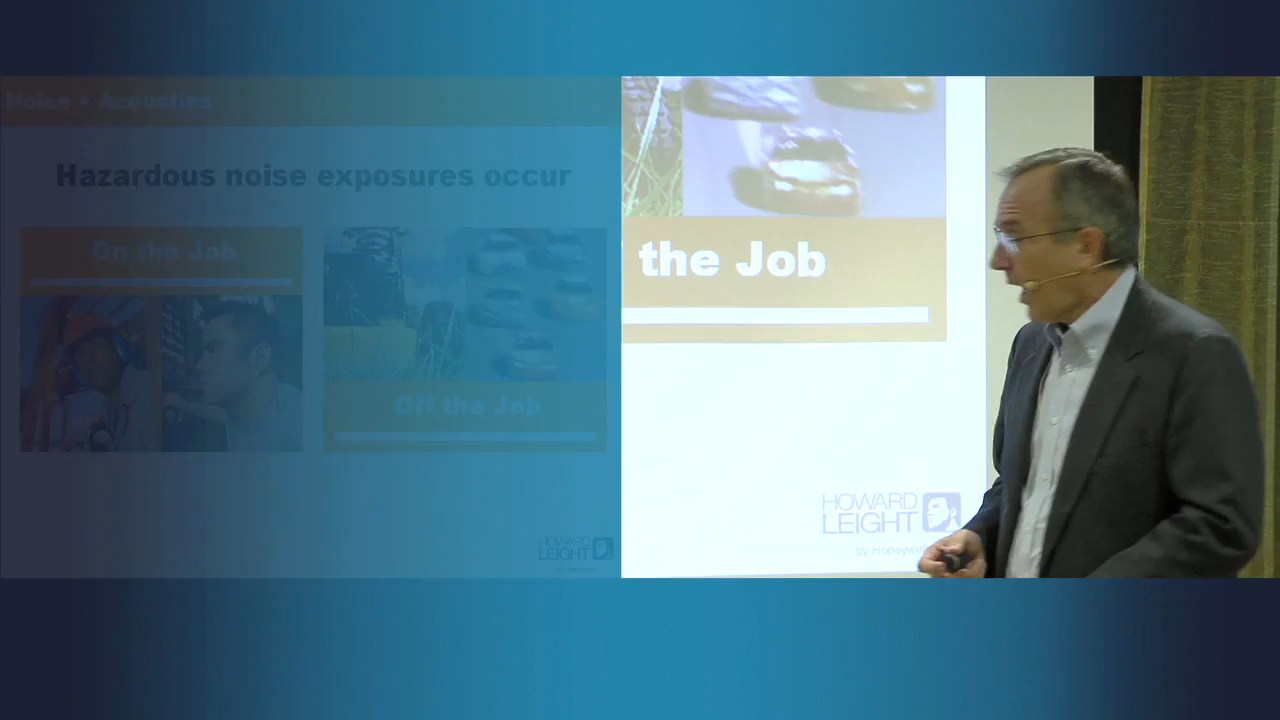 Noise + Acoustics
Hazardous noise exposures occur
On the Job
Off the Job
HOWARD
LEIGHT
the Job
HOWARD
LEIGHT
by Honeywell